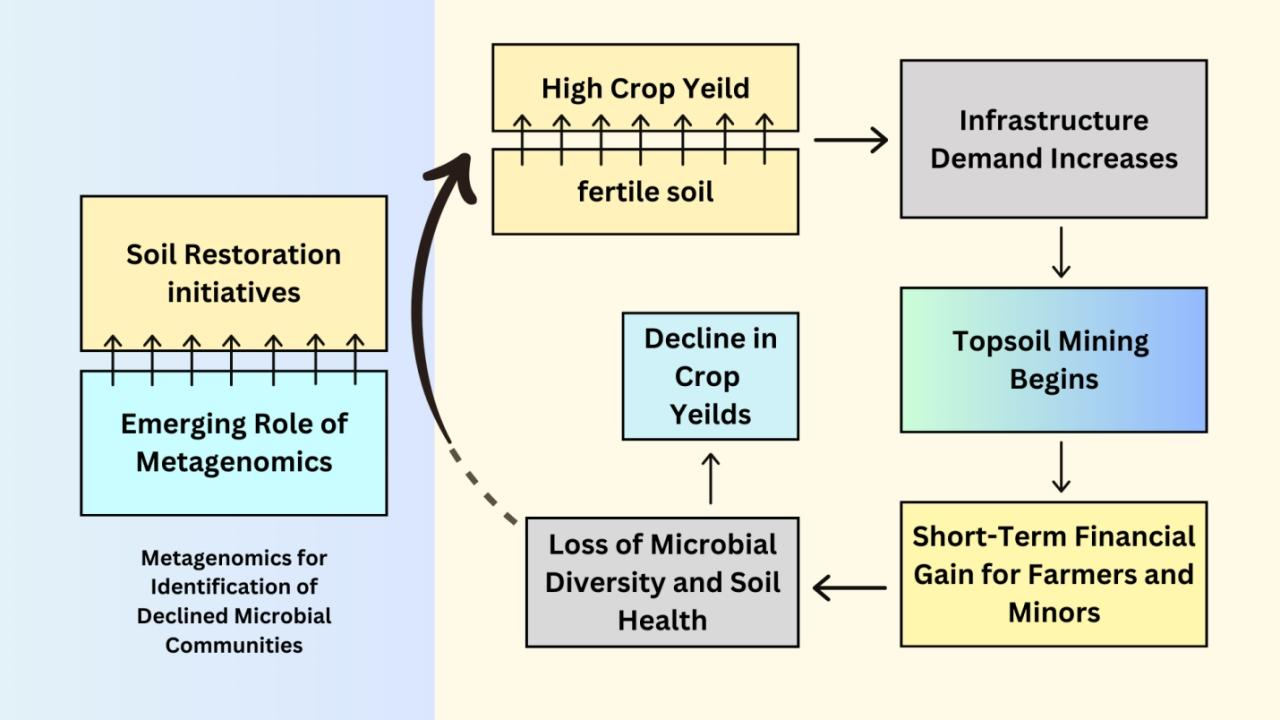 High Crop Yeild
fertile soil
Infrastructure
Demand Increases
Topsoil Mining
Begins
Short-Term Financial
Gain for Farmers and
Minors
Loss of Microbial
Diversity and Soil
Health
Decline in
Crop
Yeilds
Soil Restoration
initiatives
Emerging Role of
Metagenomics
Metagenomics for
Identification of
Declined Microbial
Communities